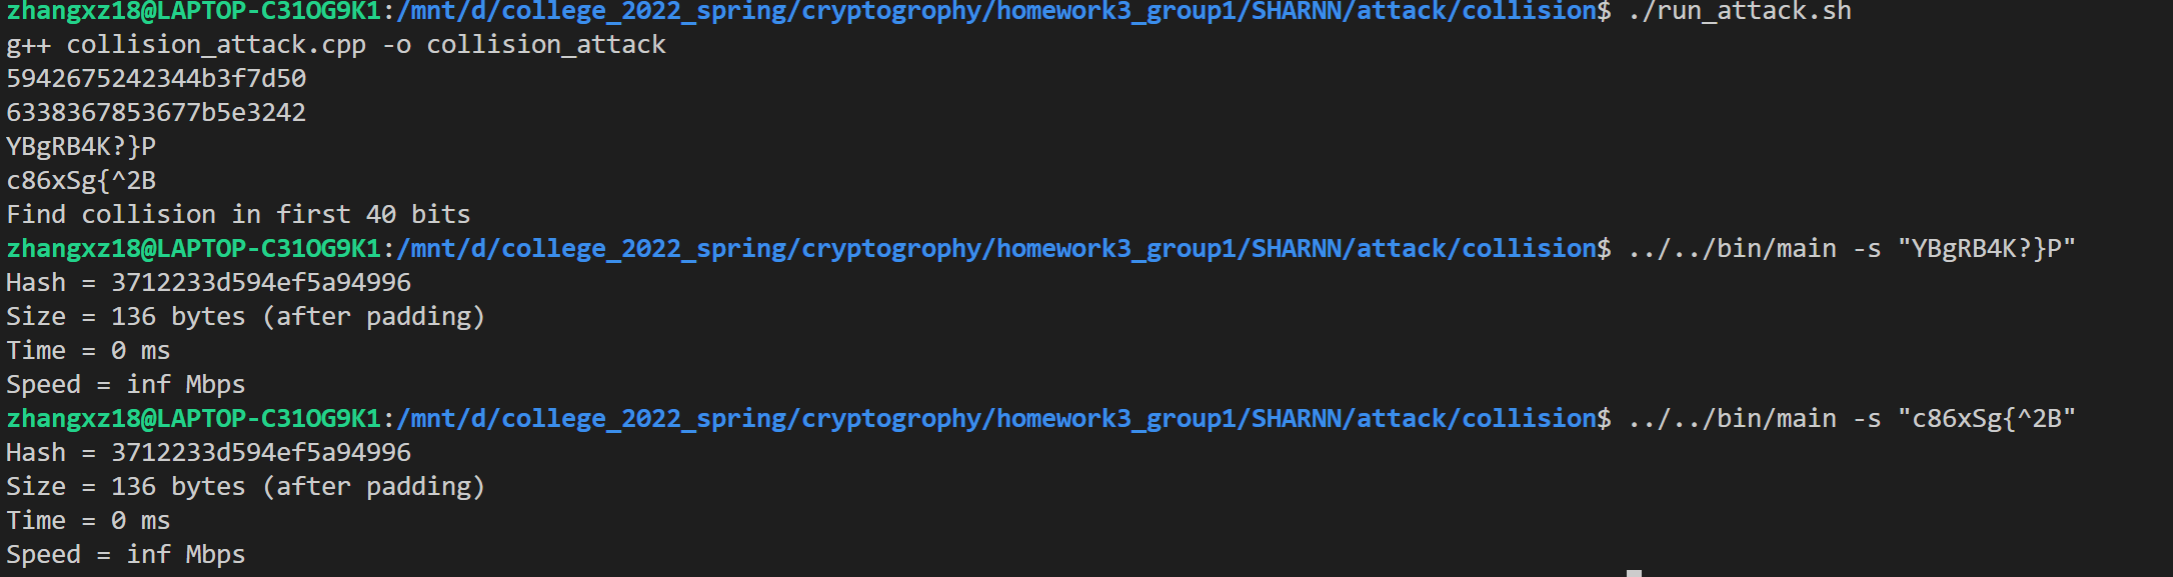 zhangxz18@LAPTOP-C31OG9K1:/mnt/d/college_2022_spring/cryptogrophy/homework3_group1/SHARNN/attack/collision$ ./run_attack.sh
g++ collision_attack.cpp -o collision_attack
5942675242344b3f7d50
6338367853677b5e3242
YBgRB4K?}P
c86xSg{^2B
Find collision in first 40 bits
zhangxz18@LAPTOP-C31OG9K1:/mnt/d/college_2022_spring/cryptogrophy/homework3_group1/SHARNN/attack/collision$ ../../bin/main -s "YBgRB4K?}P"
Hash = 3712233d594ef5a94996
Size = 136 bytes (after padding)
Time = 0 ms
Speed = inf Mbps
zhangxz18@LAPTOP-C31OG9K1:/mnt/d/college_2022_spring/cryptogrophy/homework3_group1/SHARNN/attack/collision$ ../../bin/main -s "c86xSg{^2B"
Hash = 3712233d594ef5a94996
Size = 136 bytes (after padding)
Time = 0 ms
Speed = inf Mbps